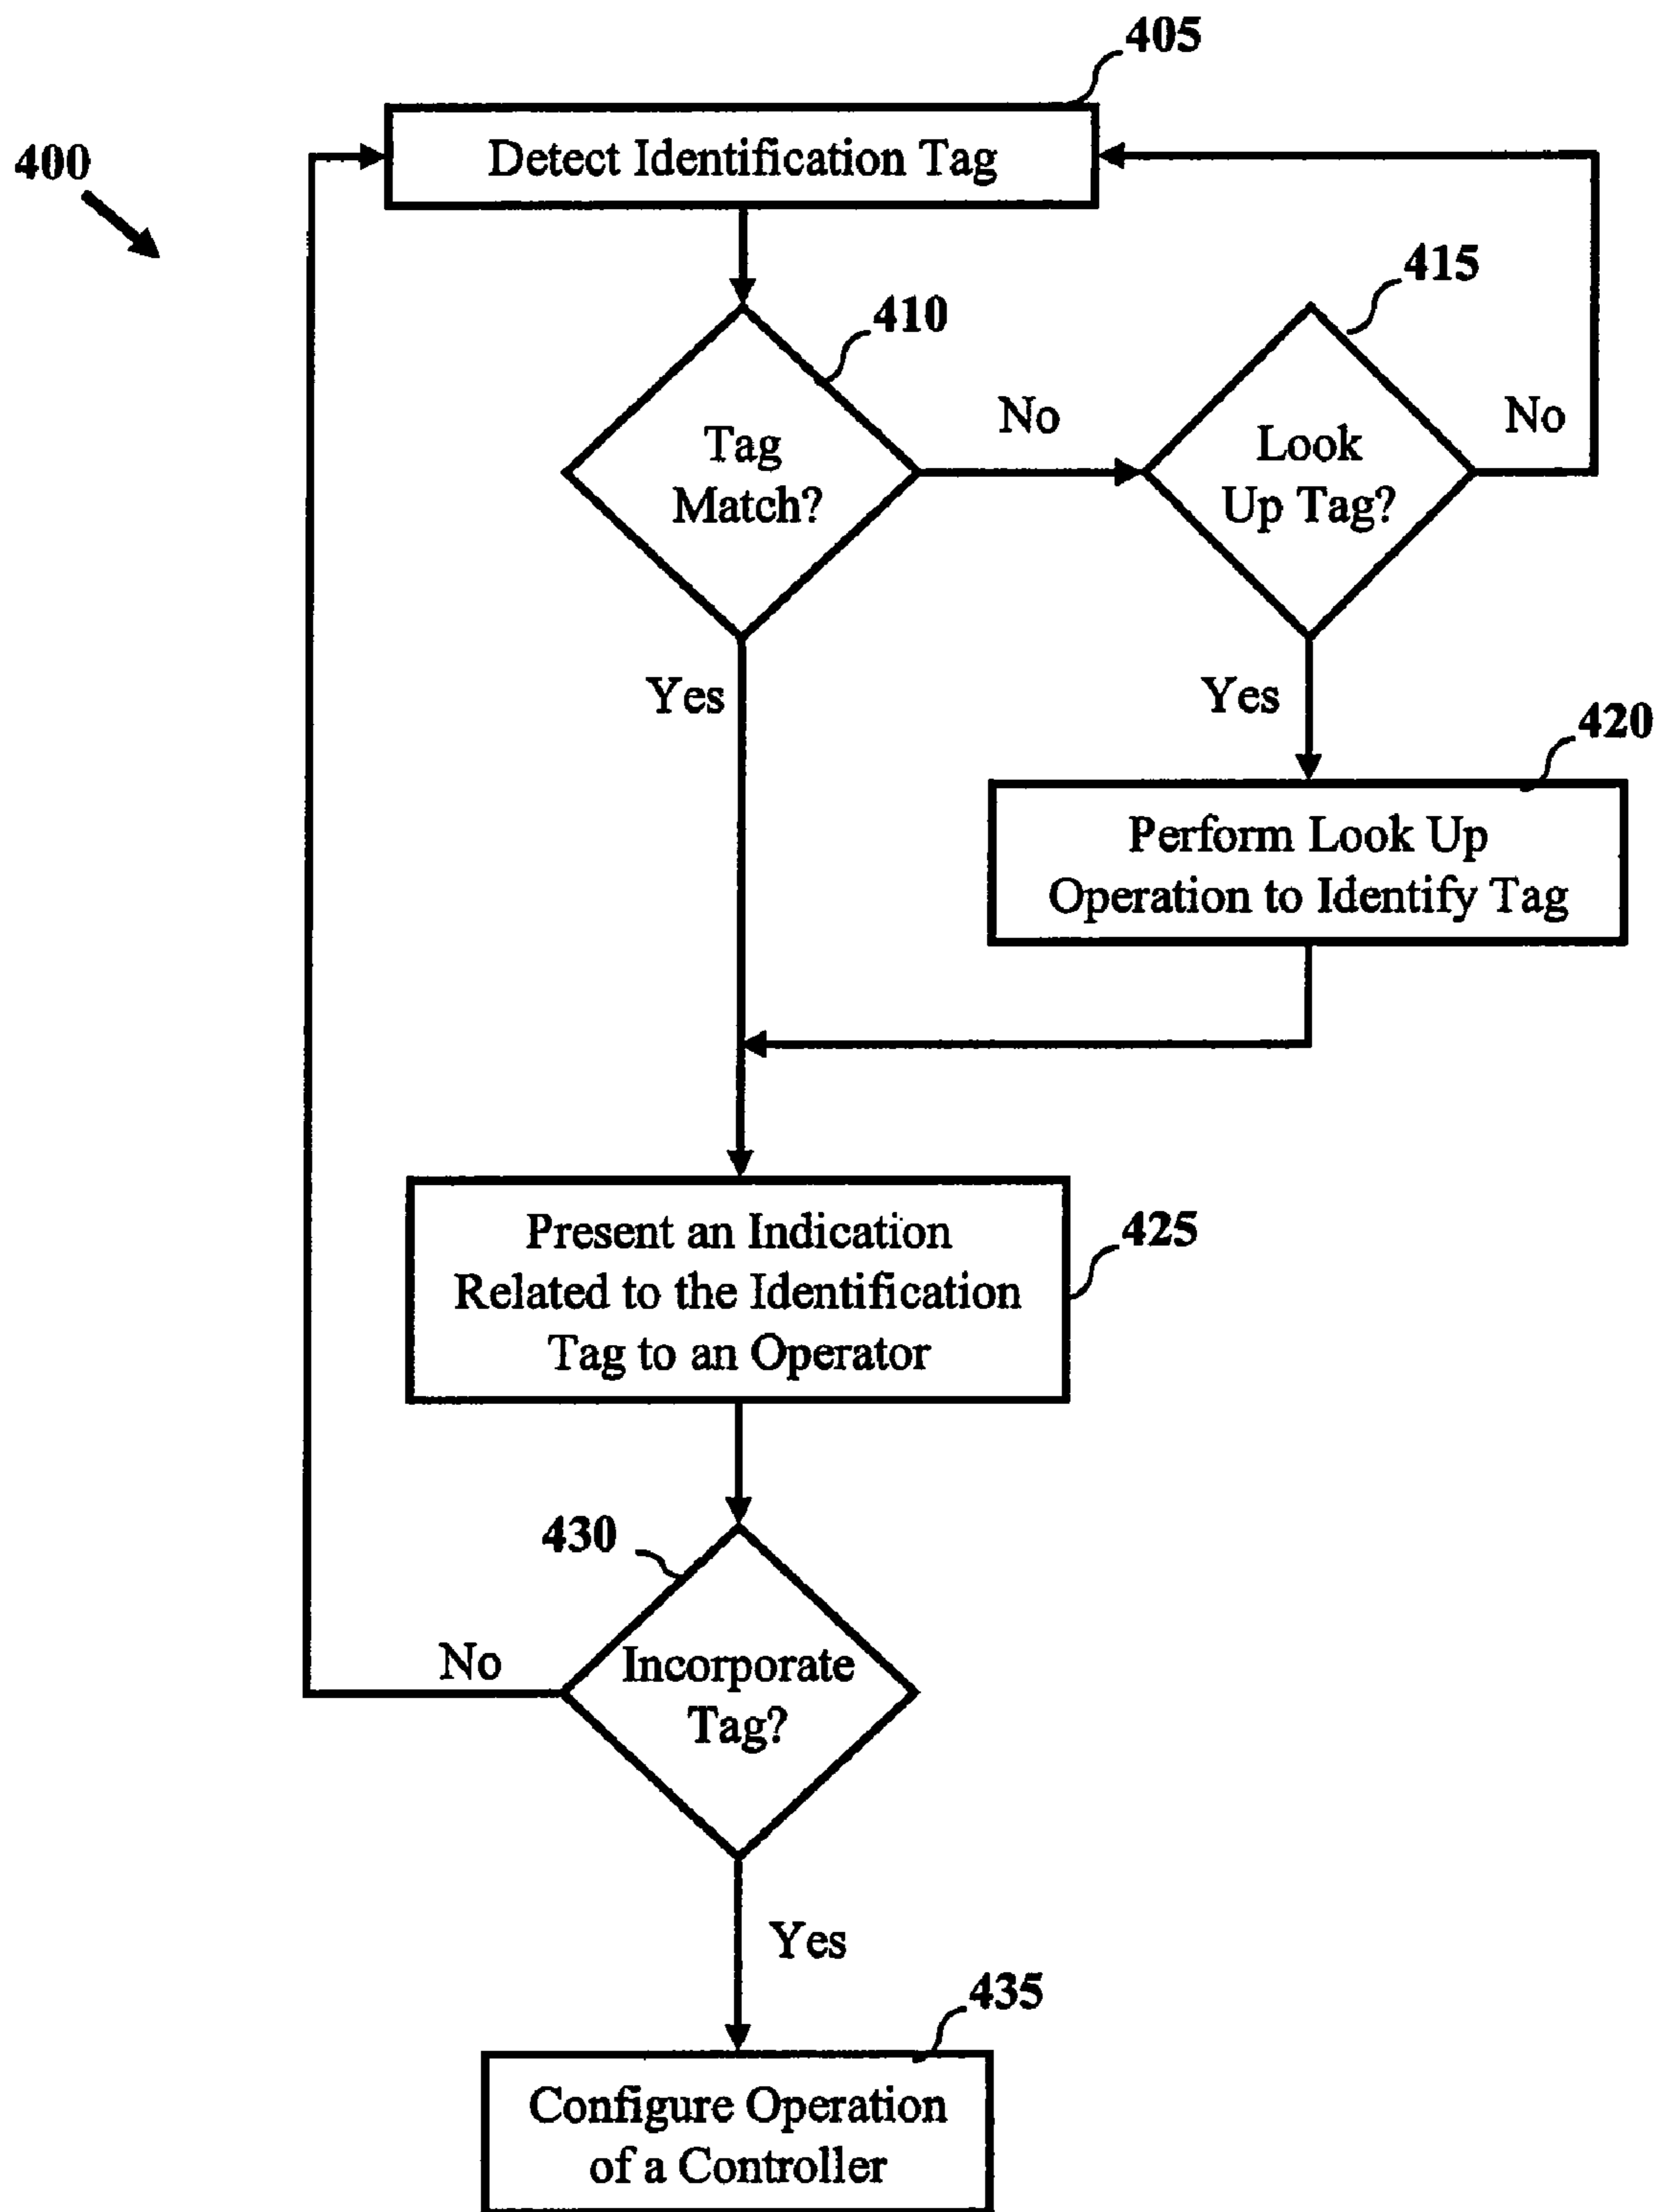 405
400
Detect Identification Tag
415
410
No
No
Tag
Match?
Look
Up Tag?
Yes
Yes
420
Perform Look Up
Operation to Identify Tag
Present an Indication
Related to the Identification
Tag to an Operator
425
430
No
Incorporate
Tag?
Yes
435
Configure Operation
of a Controller